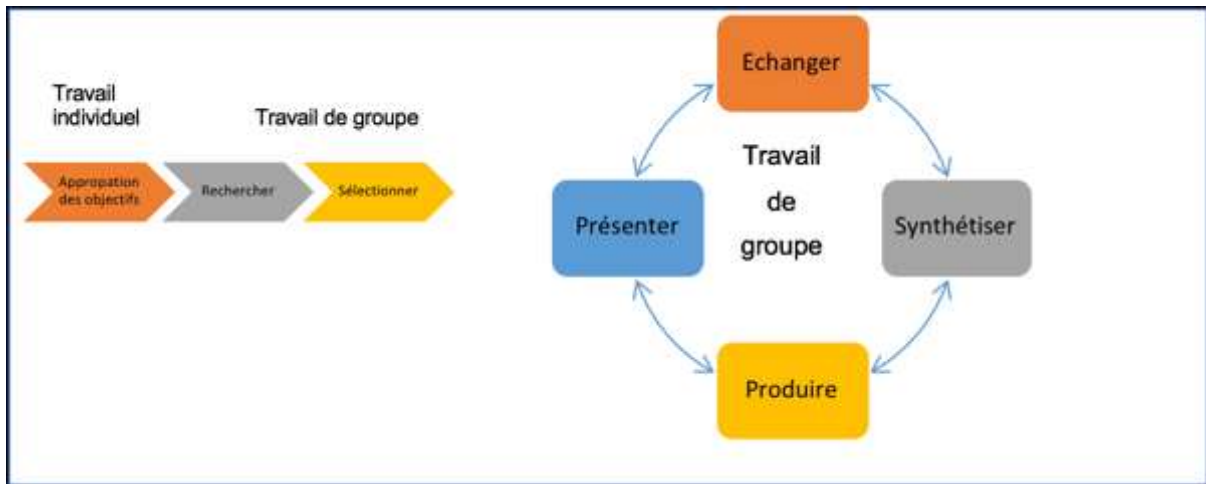 Travail
individuel
Travail de groupe
Appropation
des objectifs
Rechercher
Sélectionner
Echanger
Travail
de
groupe
Présenter
Synthétiser
Produire